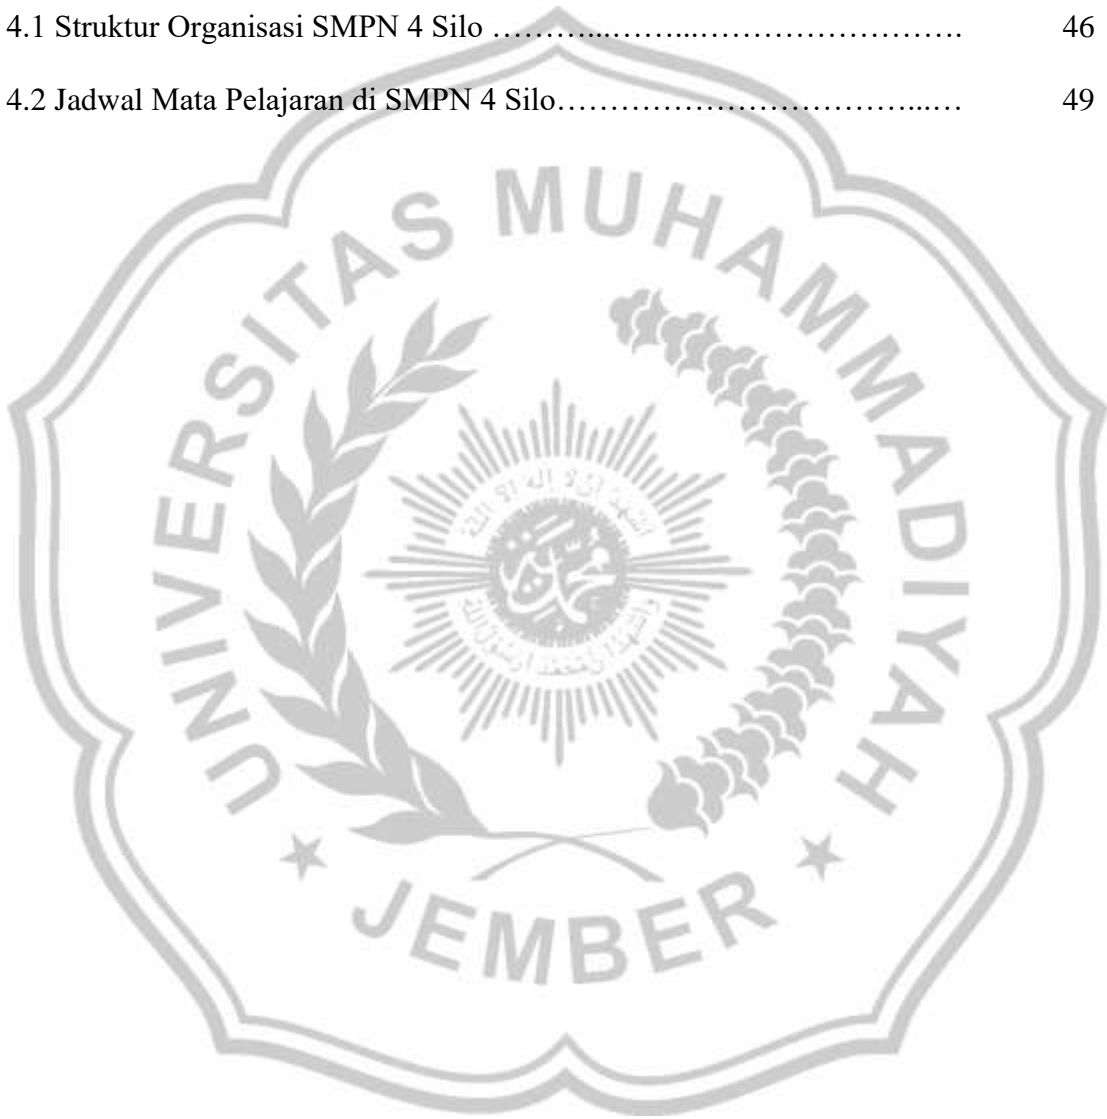 4.1 Struktur Organisasi SMPN 4 Silo ………...……...……………………. 46
4.2 Jadwal Mata Pelajaran di SMPN 4 Silo……………………………...… 49
UNIVERSITAS MUHAMMADIYAH
JEMBER